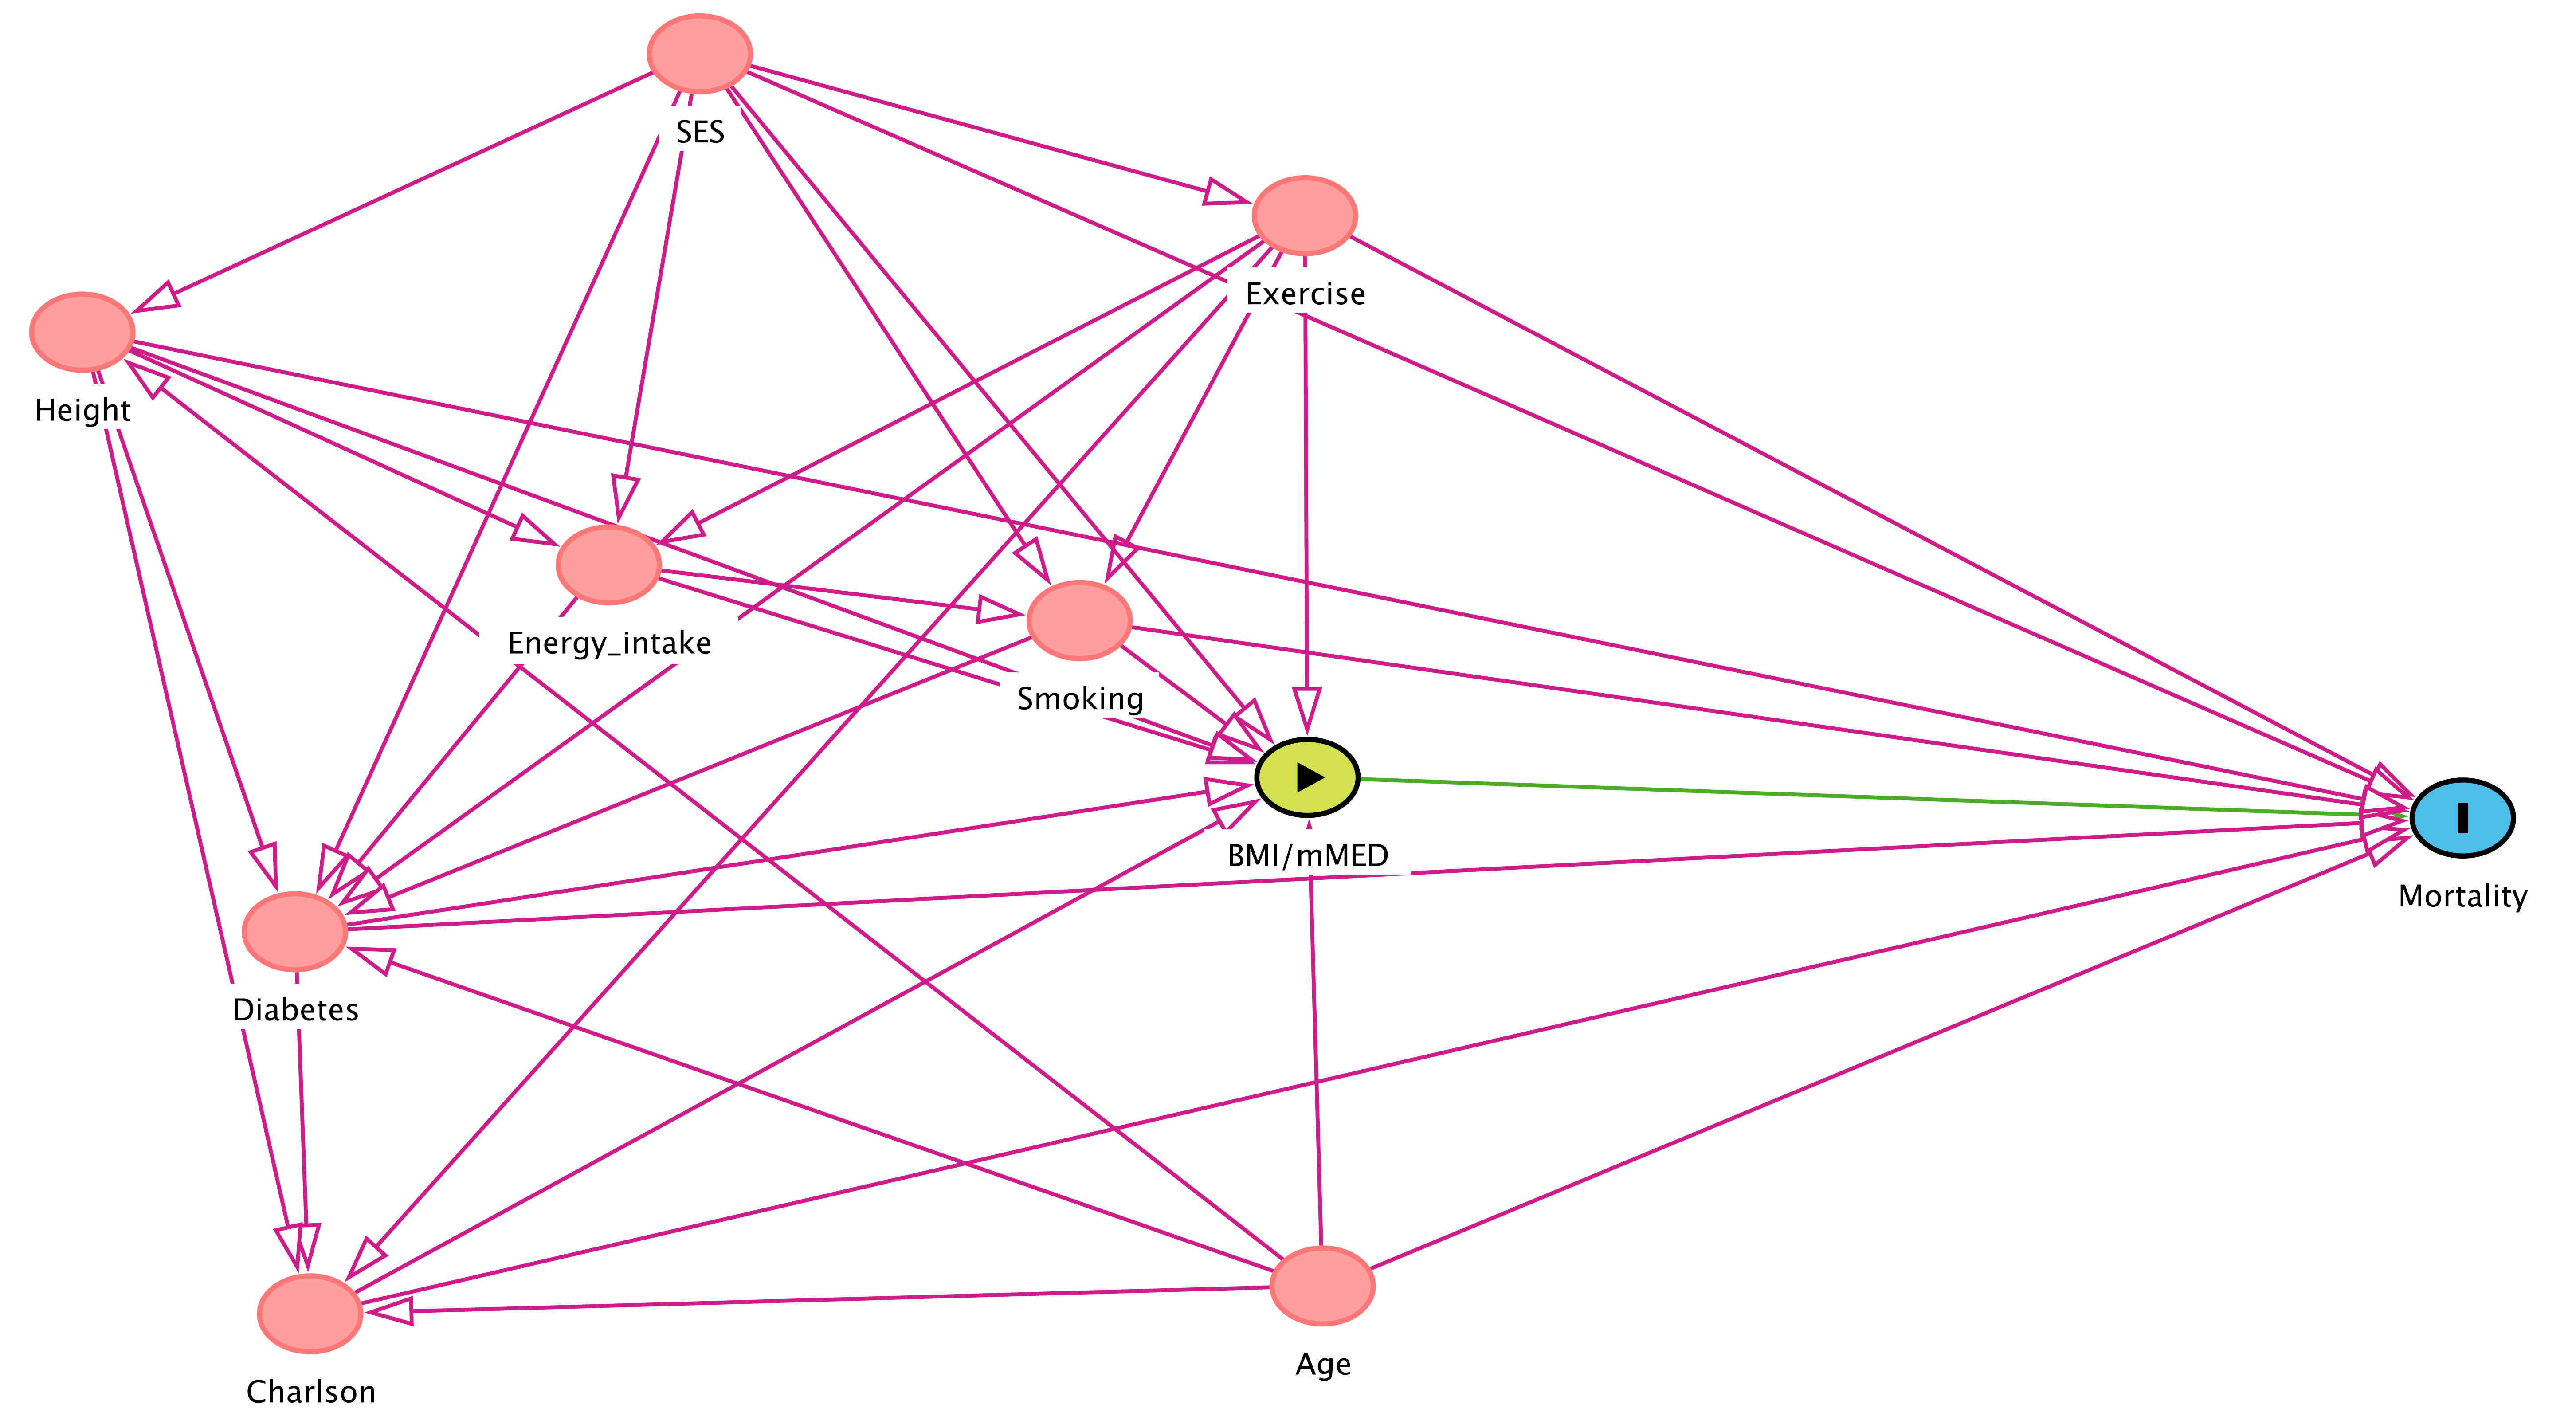 SES
Exercise
Height
Energy_intake
Smoking
BMI/mMED
Mortality
Diabetes
Age
Charlson